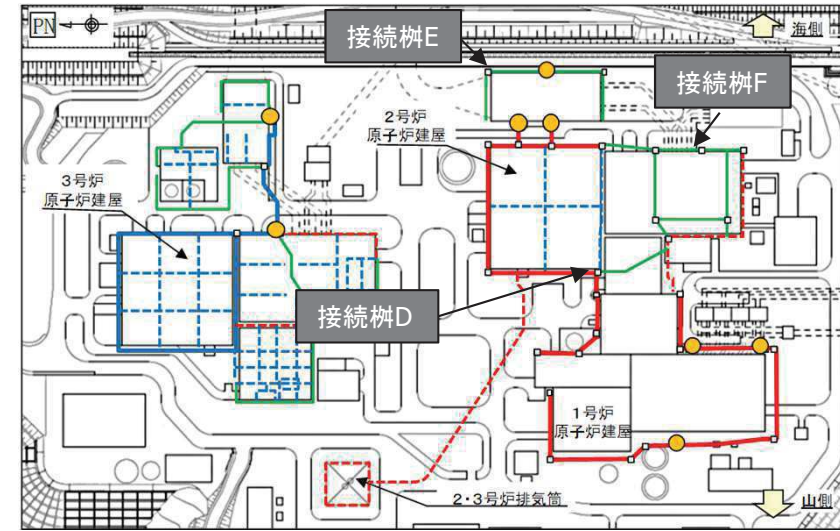 PN
接続桝E
海側
接続桝F
2号炉
原子炉建屋
3号炉
原子炉建屋
接続桝D
1号炉
原子炉建屋
2・3号炉排気筒
山側